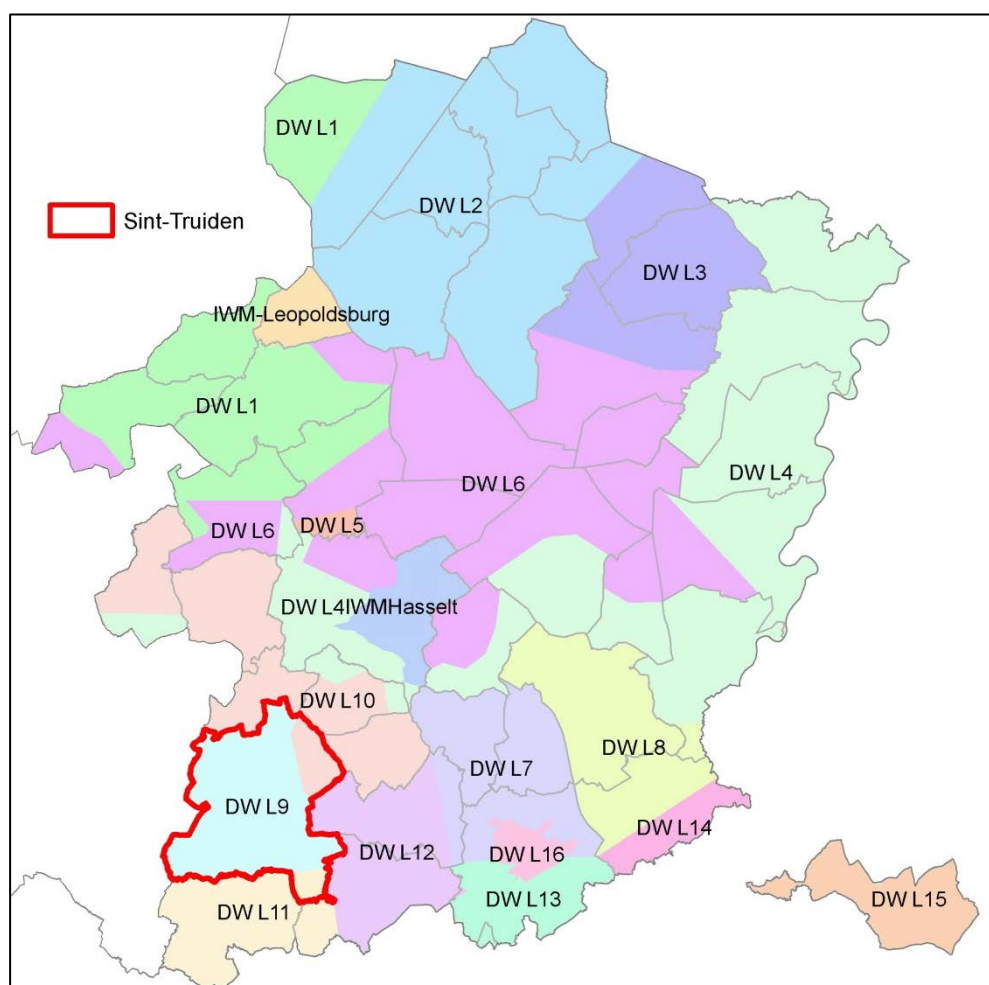 DW L1
DW L2
Sint-Truiden
DW L3
IWM-Leopoldsburg
DW L1
DW L4
DW L6
DW L5
DW L6
DW L4IWMHasselt
DW L10
DW L8
DW L7
DW L9
DW L14
DW L12
DW L16
DW L13
DW L15
DW L11